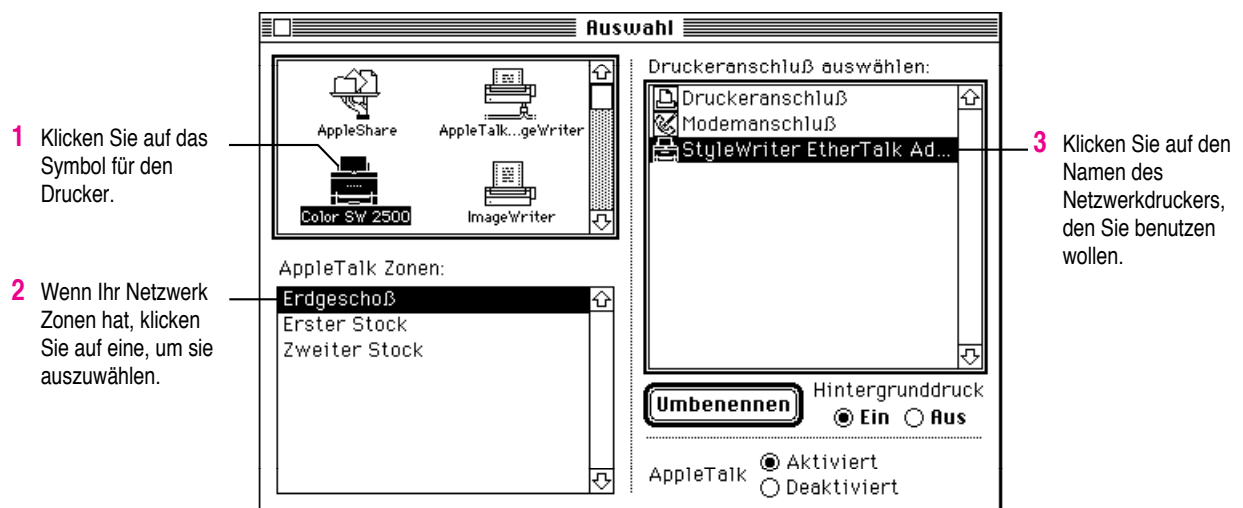 Auswahl
1 Klicken Sie auf das
Symbol für den
Drucker.
2 Wenn Ihr Netzwerk
Zonen hat, klicken
Sie auf eine, um sie
auszuwählen.
AppleShare
AppleTalk...geWriter
Color SW 2500
ImageWriter
AppleTalk Zonen:
Erdgeschoß
Erster Stock
Zweiter Stock
Druckeranschluß auswählen:
Druckeranschluß
Modemanschluß
StyleWriter EtherTalk Ad...
Umbenennen
Hintergrunddruck
Ein Aus
AppleTalk
Aktiviert
Deaktiviert
3 Klicken Sie auf den
Namen des
Netzwerkdruckers,
den Sie benutzen
wollen.